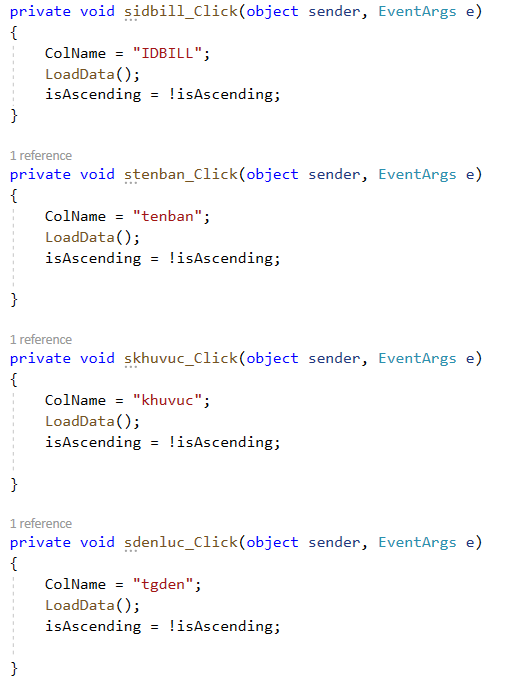 private void sidbill_Click(object sender, EventArgs e)
{
    ColName = "IDBILL";
    LoadData();
    isAscending = !isAscending;
}
1 reference
private void stenban_Click(object sender, EventArgs e)
{
    ColName = "tenban";
    LoadData();
    isAscending = !isAscending;
}
1 reference
private void skhuvuc_Click(object sender, EventArgs e)
{
    ColName = "khuvuc";
    LoadData();
    isAscending = !isAscending;
}
1 reference
private void sdenluc_Click(object sender, EventArgs e)
{
    ColName = "tgden";
    LoadData();
    isAscending = !isAscending;
}